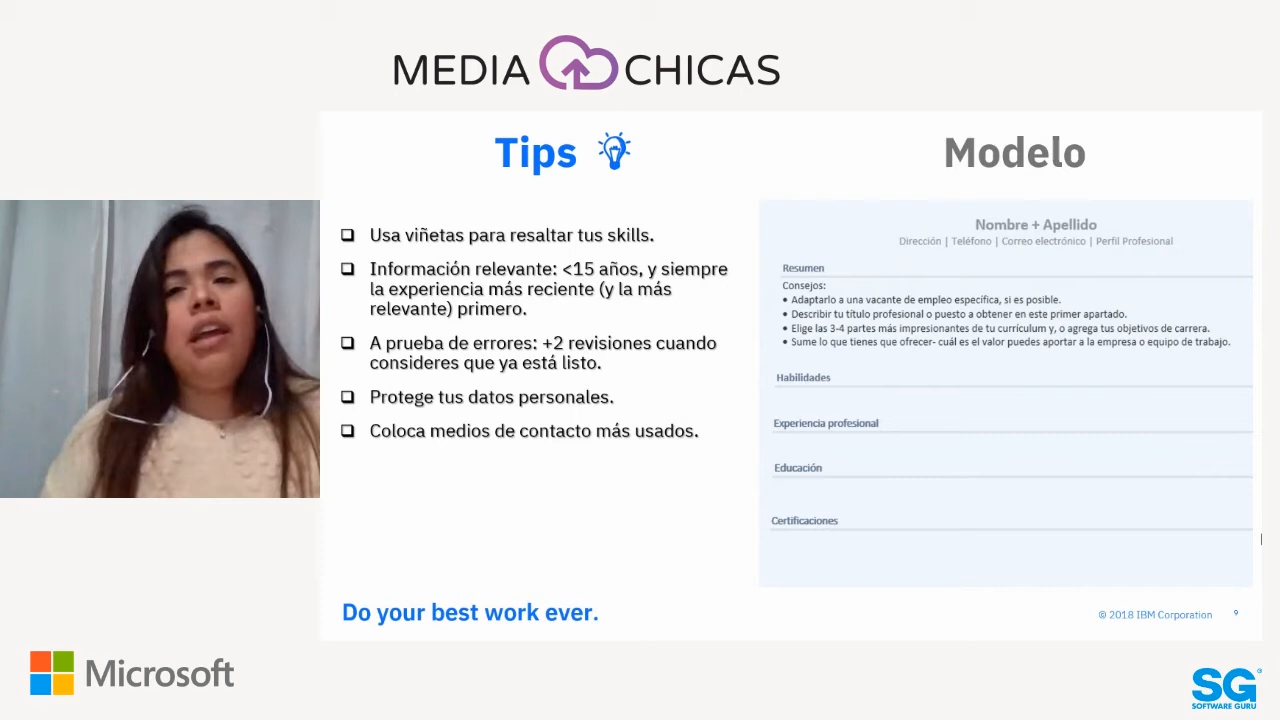 MEDIA CHICAS
Tips
Modelo
❑ Usa viñetas para resaltar tus skills.
❑ Información relevante: <15 años, y siempre
la experiencia más reciente (y la más
relevante) primero.
❑ A prueba de errores: +2 revisiones cuando
consideres que ya está listo.
❑ Protege tus datos personales.
❑ Coloca medios de contacto más usados.
Nombre + Apellido
Dirección | Teléfono | Correo electrónico | Perfil Profesional
Resumen
Consejos:
• Adaptarlo a una vacante de empleo específica, si es posible.
• Describir tu título profesional o puesto a obtener en este primer apartado.
• Elige las 3-4 partes más impresionantes de tu currículum y, o agrega tus objetivos de carrera.
• Sume lo que tienes que ofrecer- cuál es el valor puedes aportar a la empresa o equipo de trabajo.
Habilidades
Experiencia profesional
Educación
Certificaciones
Do your best work ever.
© 2018 IBM Corporation 9
Microsoft
SG
SOFTWARE GURU